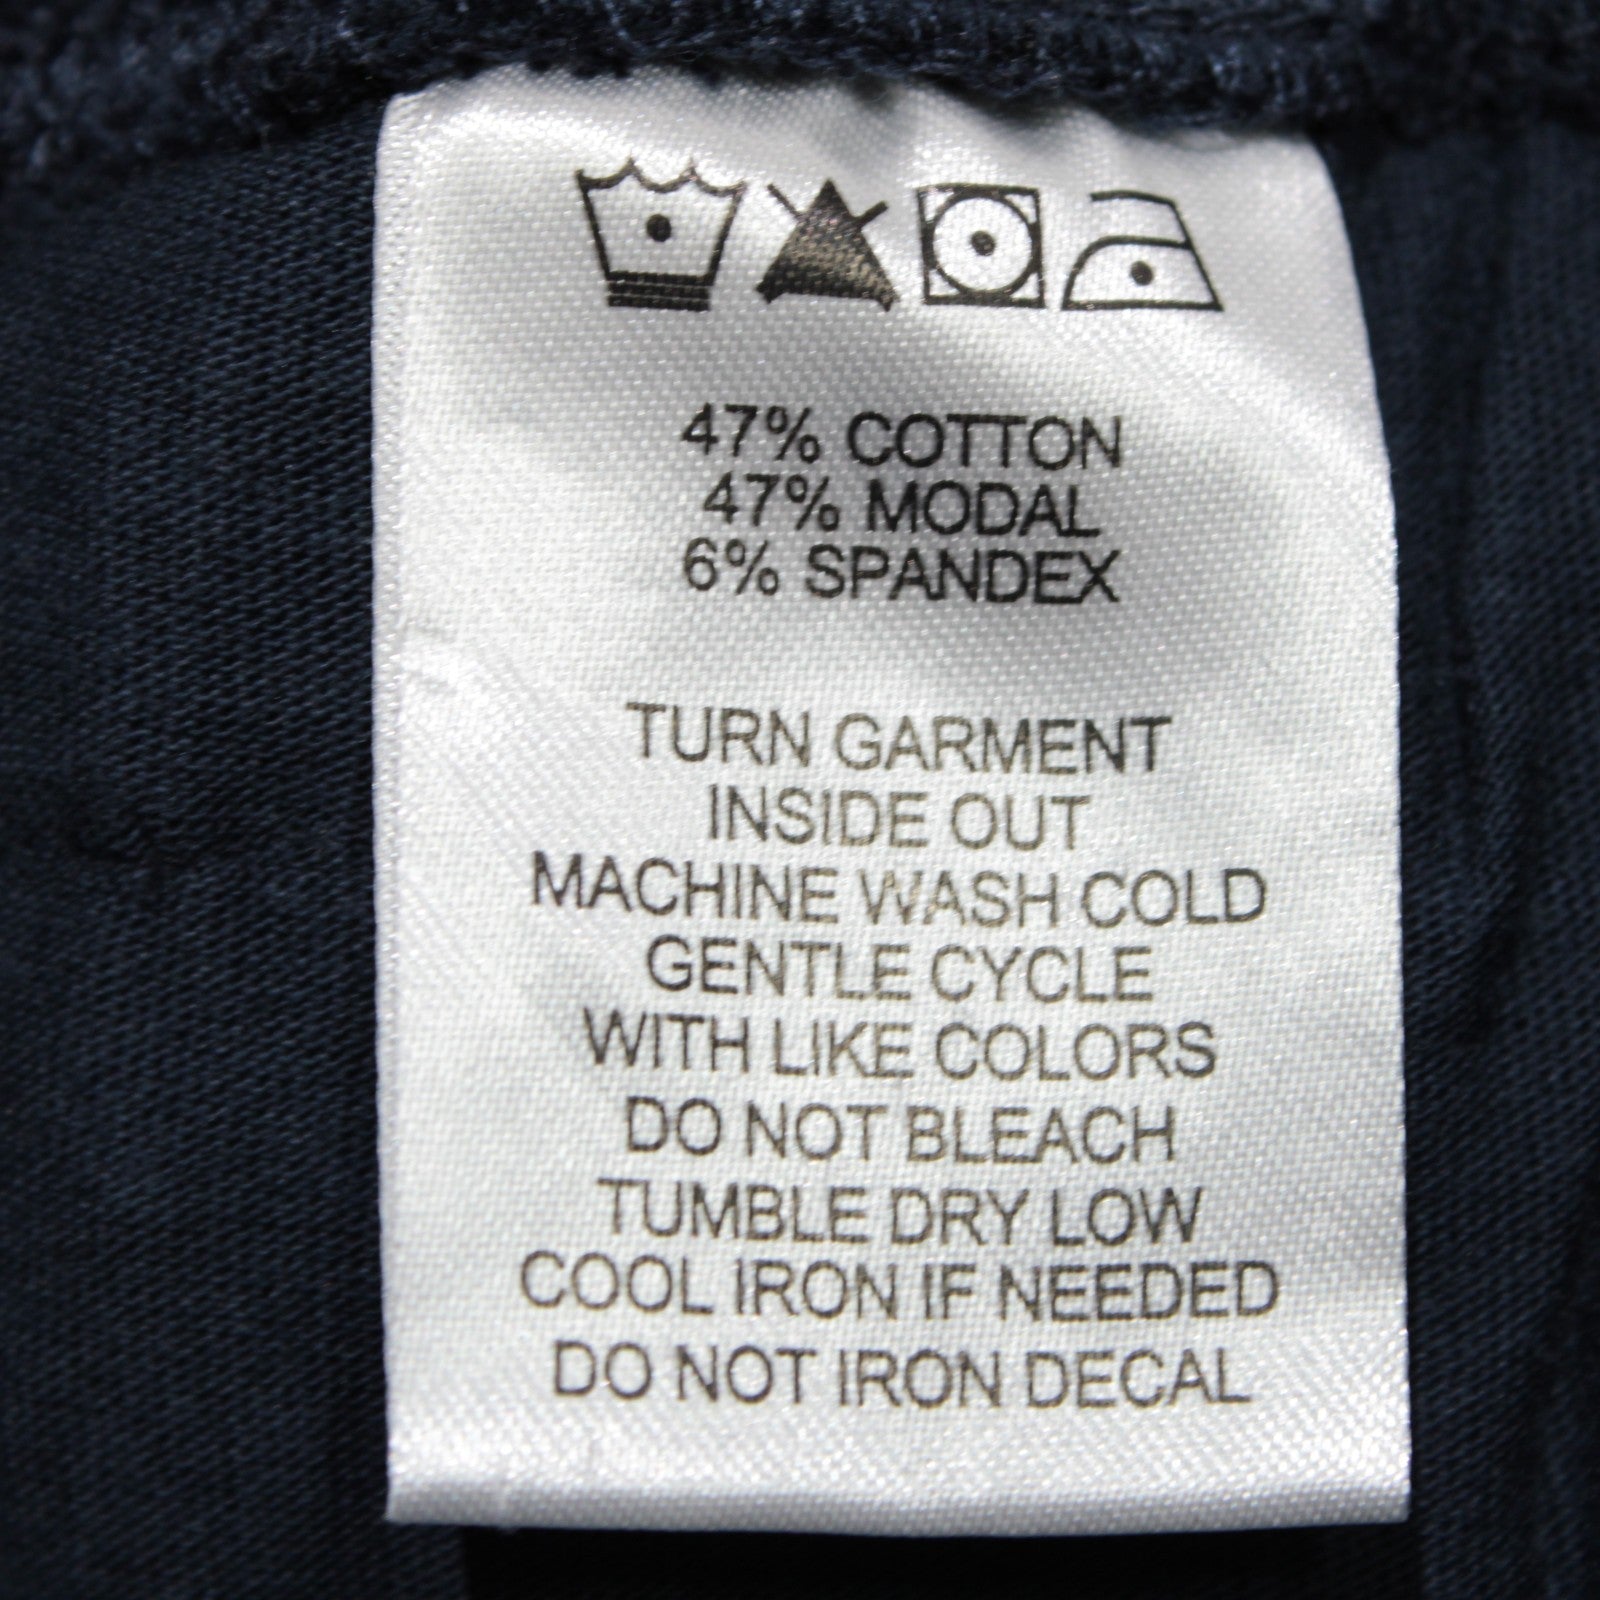 47% COTTON
47% MODAL
6% SPANDEX
TURN GARMENT
INSIDE OUT
MACHINE WASH COLD
GENTLE CYCLE
WITH LIKE COLORS
DO NOT BLEACH
TUMBLE DRY LOW
COOL IRON IF NEEDED
DO NOT IRON DECAL